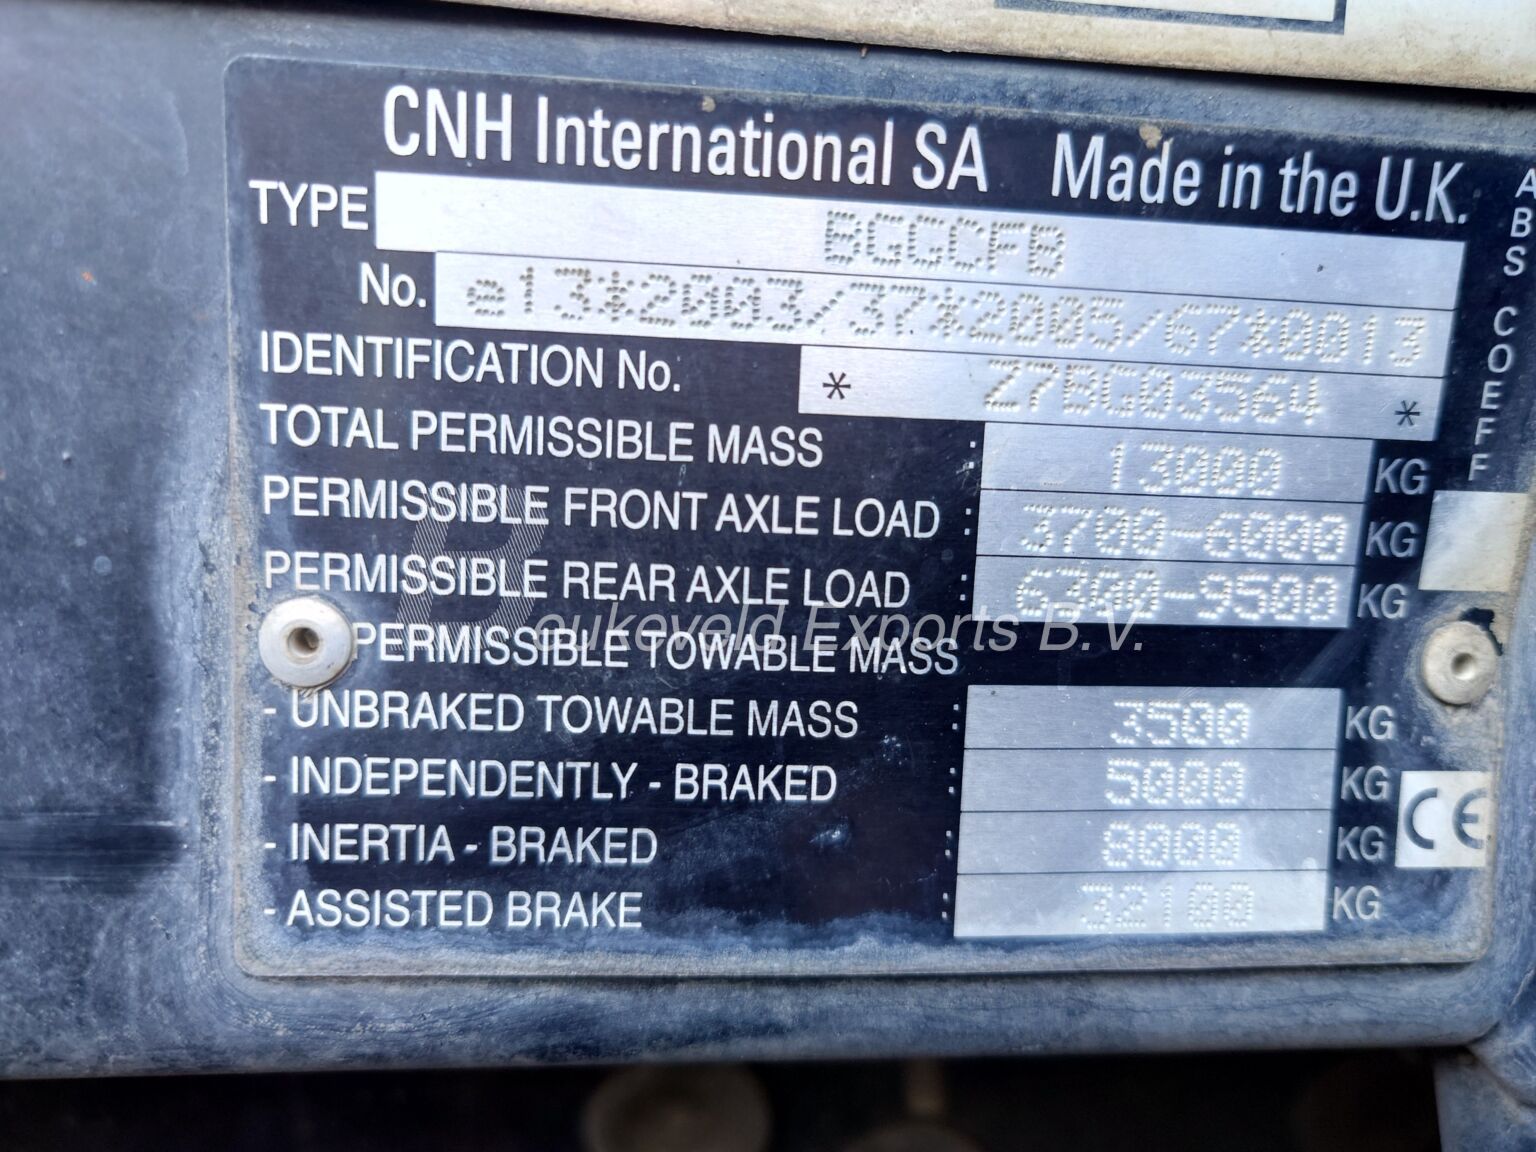 CNH International SA Made in the U.K.
TYPE BGGCFB
No. e13*2003/37*2005/67*0013
IDENTIFICATION No. * Z7BG03564 *
TOTAL PERMISSIBLE MASS : 13000 KG
PERMISSIBLE FRONT AXLE LOAD : 3700-6000 KG
PERMISSIBLE REAR AXLE LOAD : 6300-9500 KG
PERMISSIBLE TOWABLE MASS
- UNBRAKED TOWABLE MASS : 3500 KG
- INDEPENDENTLY - BRAKED : 5000 KG
- INERTIA - BRAKED : 8000 KG
- ASSISTED BRAKE : 32100 KG
ABS COEFF
CE
Beukeveld Exports B.V.